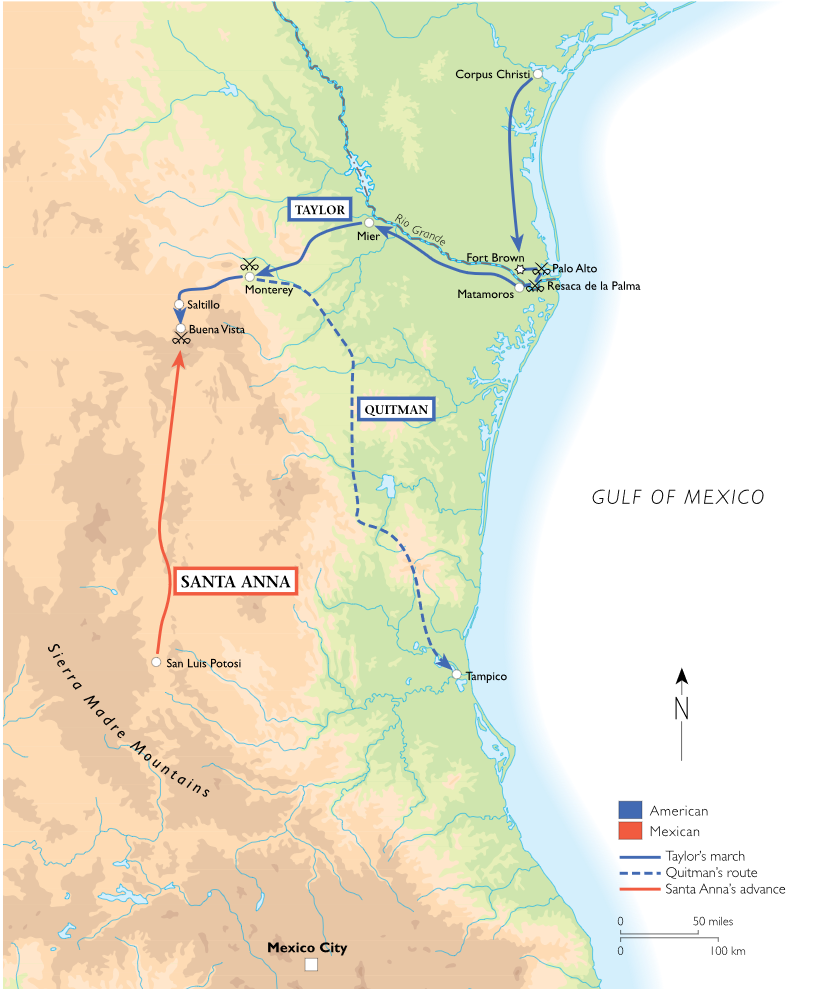 Corpus Christi
TAYLOR
Rio Grande
Mier
Fort Brown
Palo Alto
Monterey
Matamoros
Resaca de la Palma
Saltillo
Buena Vista
QUITMAN
GULF OF MEXICO
SANTA ANNA
San Luis Potosi
Tampico
Sierra Madre Mountains
N
American
Mexican
Taylor's march
Quitman's route
Santa Anna's advance
0 50 miles
0 100 km
Mexico City